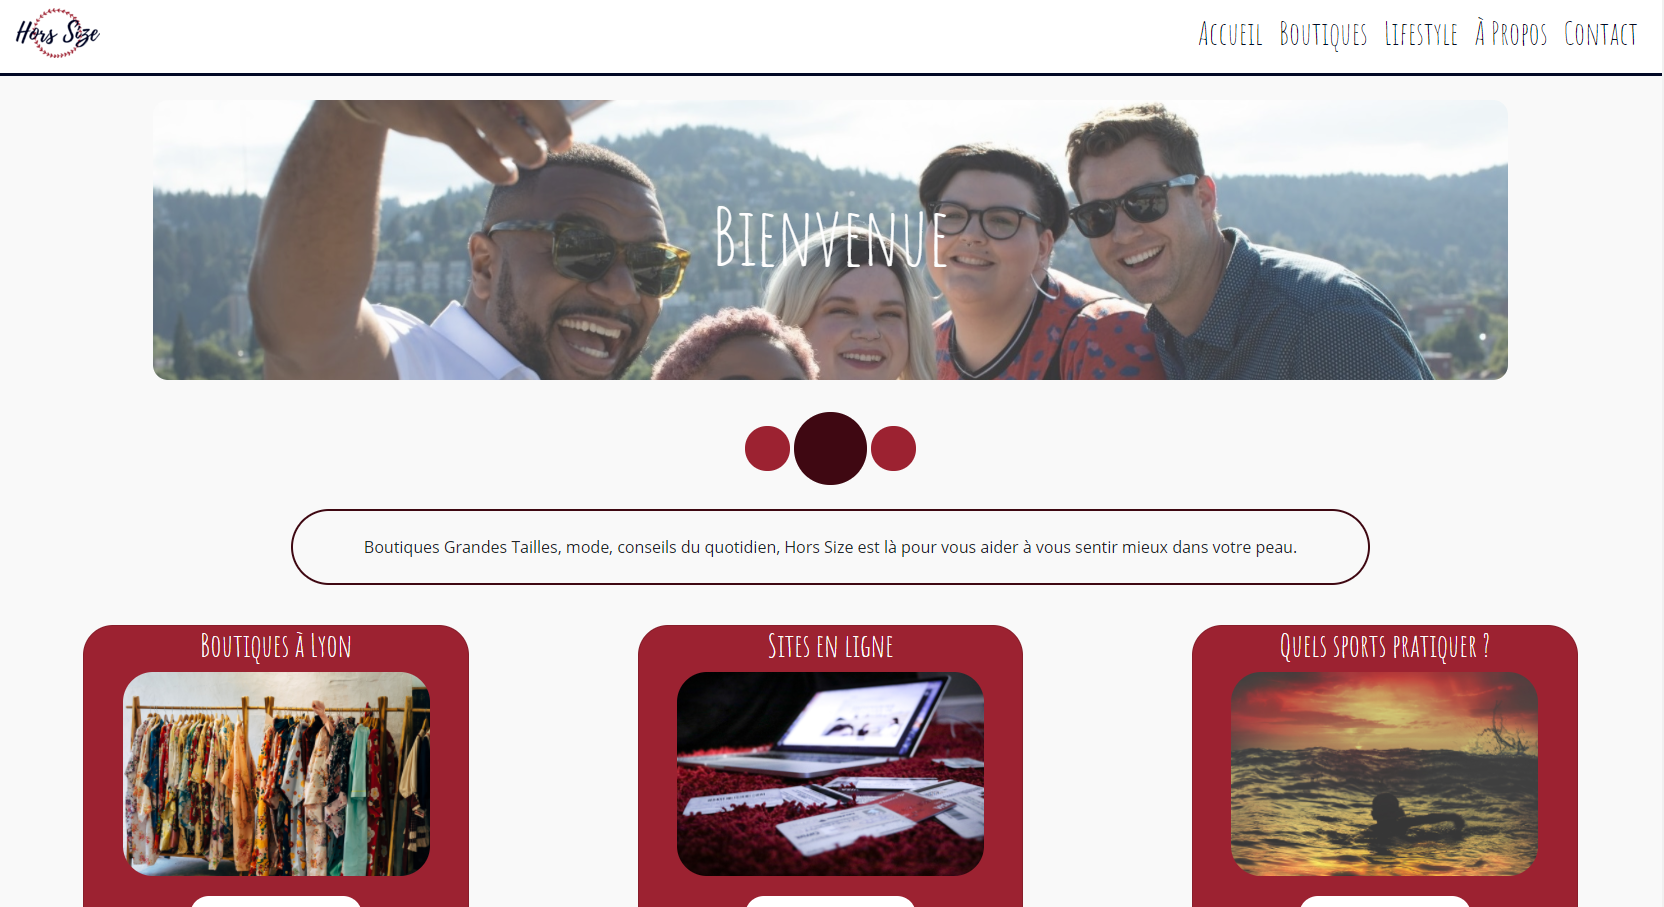 Hors Size
Accueil Boutiques Lifestyle À Propos Contact
Bienvenue
Boutiques Grandes Tailles, mode, conseils du quotidien, Hors Size est là pour vous aider à vous sentir mieux dans votre peau.
Boutiques à Lyon
Sites en ligne
Quels sports pratiquer ?